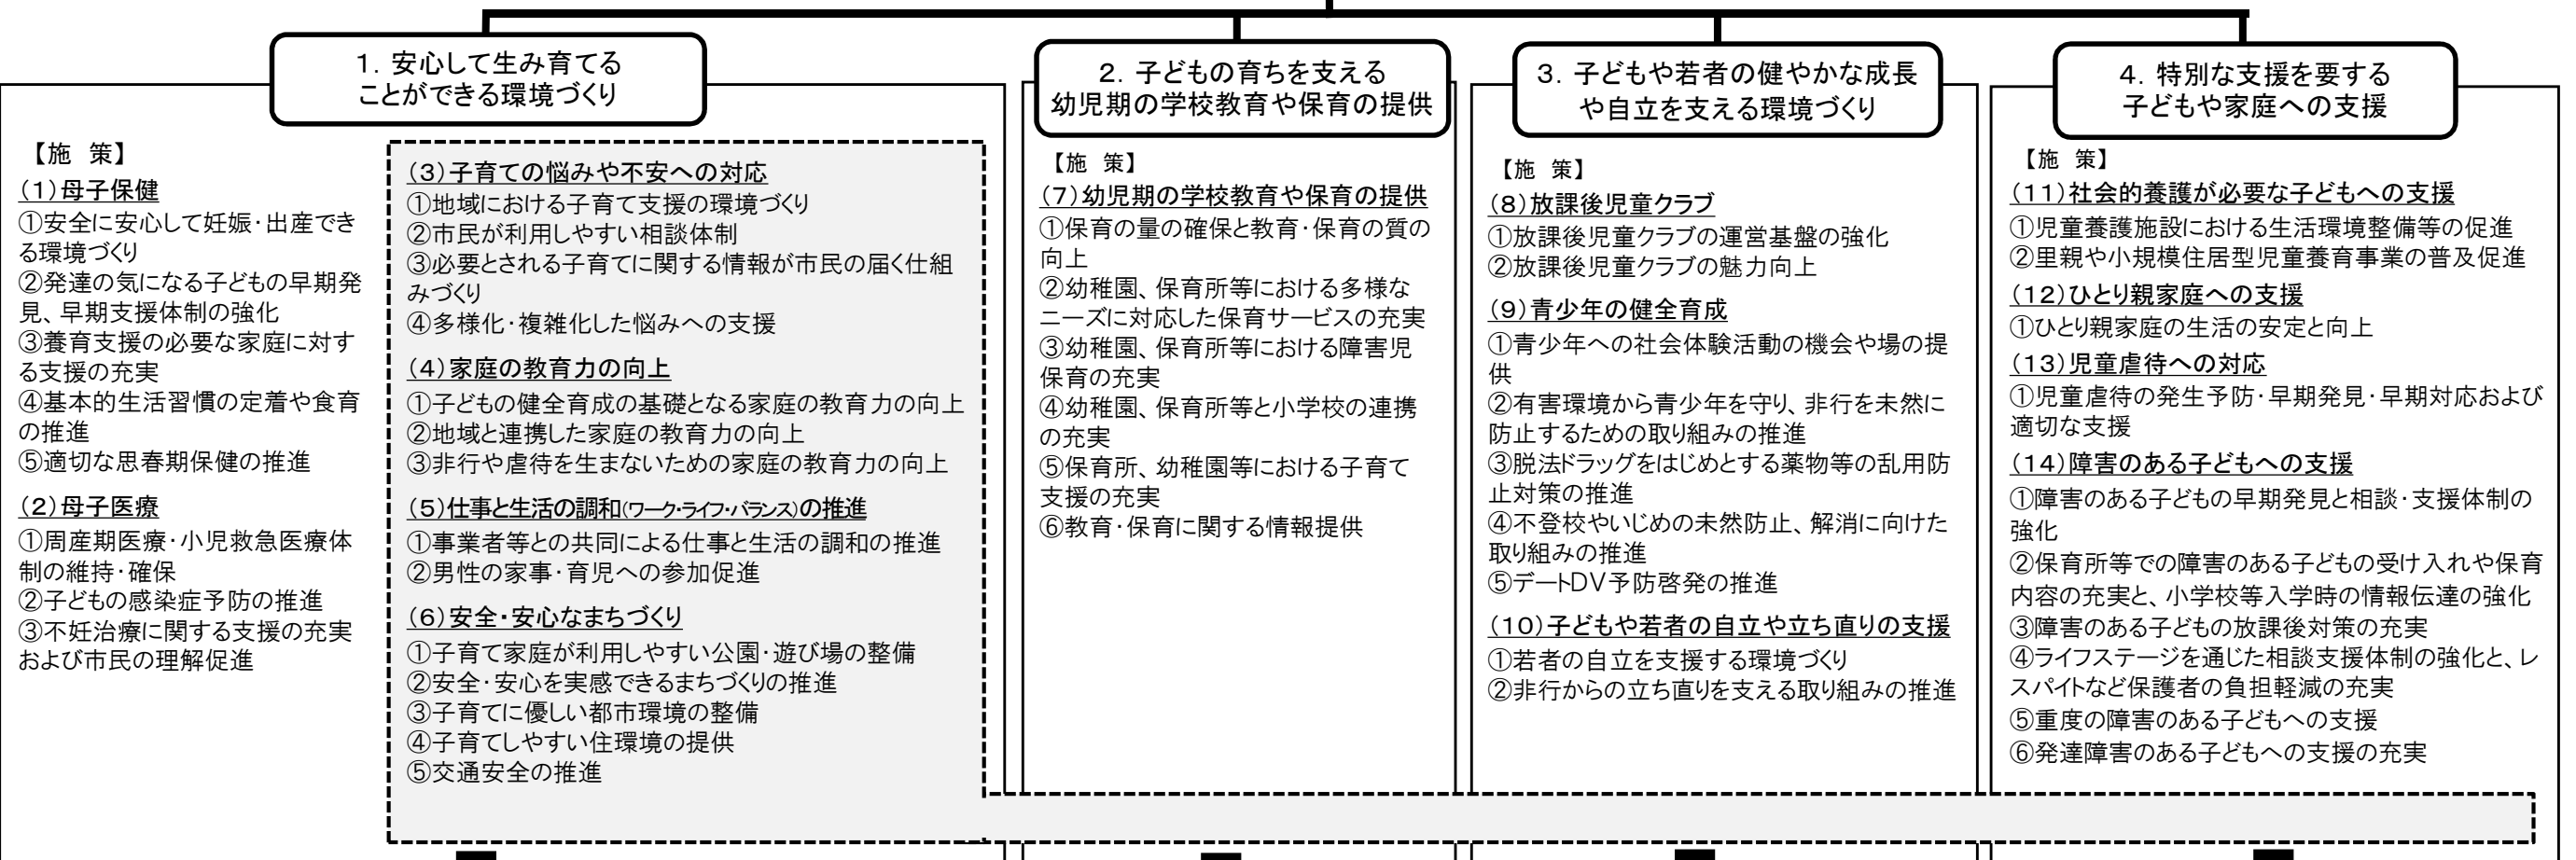 1．安心して生み育てる
ことができる環境づくり
【施　策】
(1)母子保健
①安全に安心して妊娠・出産でき
る環境づくり
②発達の気になる子どもの早期発
見、早期支援体制の強化
③養育支援の必要な家庭に対す
る支援の充実
④基本的生活習慣の定着や食育
の推進
⑤適切な思春期保健の推進
(2)母子医療
①周産期医療・小児救急医療体
制の維持・確保
②子どもの感染症予防の推進
③不妊治療に関する支援の充実
および市民の理解促進
(3)子育ての悩みや不安への対応
①地域における子育て支援の環境づくり
②市民が利用しやすい相談体制
③必要とされる子育てに関する情報が市民の届く仕組
みづくり
④多様化・複雑化した悩みへの支援
(4)家庭の教育力の向上
①子どもの健全育成の基礎となる家庭の教育力の向上
②地域と連携した家庭の教育力の向上
③非行や虐待を生まないための家庭の教育力の向上
(5)仕事と生活の調和(ワーク・ライフ・バランス)の推進
①事業者等との共同による仕事と生活の調和の推進
②男性の家事・育児への参加促進
(6)安全・安心なまちづくり
①子育て家庭が利用しやすい公園・遊び場の整備
②安全・安心を実感できるまちづくりの推進
③子育てに優しい都市環境の整備
④子育てしやすい住環境の提供
⑤交通安全の推進
2．子どもの育ちを支える
幼児期の学校教育や保育の提供
【施　策】
(7)幼児期の学校教育や保育の提供
①保育の量の確保と教育・保育の質の
向上
②幼稚園、保育所等における多様な
ニーズに対応した保育サービスの充実
③幼稚園、保育所等における障害児
保育の充実
④幼稚園、保育所等と小学校の連携
の充実
⑤保育所、幼稚園等における子育て
支援の充実
⑥教育・保育に関する情報提供
3．子どもや若者の健やかな成長
や自立を支える環境づくり
【施　策】
(8)放課後児童クラブ
①放課後児童クラブの運営基盤の強化
②放課後児童クラブの魅力向上
(9)青少年の健全育成
①青少年への社会体験活動の機会や場の提
供
②有害環境から青少年を守り、非行を未然に
防止するための取り組みの推進
③脱法ドラッグをはじめとする薬物等の乱用防
止対策の推進
④不登校やいじめの未然防止、解消に向けた
取り組みの推進
⑤デートDV予防啓発の推進
(10)子どもや若者の自立や立ち直りの支援
①若者の自立を支援する環境づくり
②非行からの立ち直りを支える取り組みの推進
4．特別な支援を要する
子どもや家庭への支援
【施　策】
(11)社会的養護が必要な子どもへの支援
①児童養護施設における生活環境整備等の促進
②里親や小規模住居型児童養育事業の普及促進
(12)ひとり親家庭への支援
①ひとり親家庭の生活の安定と向上
(13)児童虐待への対応
①児童虐待の発生予防・早期発見・早期対応および
適切な支援
(14)障害のある子どもへの支援
①障害のある子どもの早期発見と相談・支援体制の
強化
②保育所等での障害のある子どもの受け入れや保育
内容の充実と、小学校等入学時の情報伝達の強化
③障害のある子どもの放課後対策の充実
④ライフステージを通じた相談支援体制の強化と、レ
スパイトなど保護者の負担軽減の充実
⑤重度の障害のある子どもへの支援
⑥発達障害のある子どもへの支援の充実